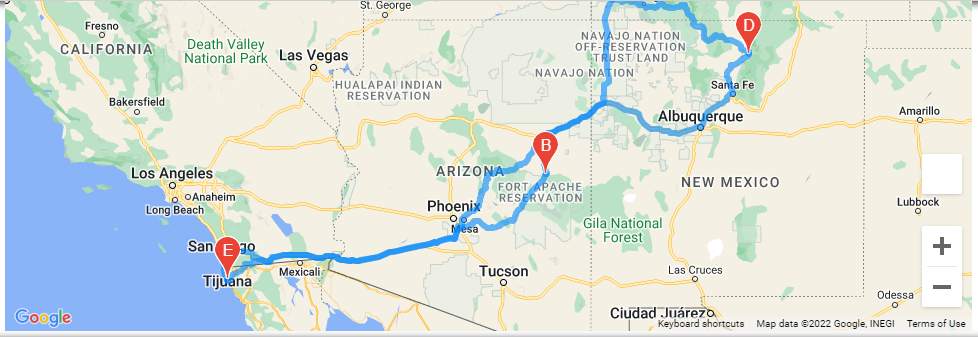 St. George
Fresno
CALIFORNIA
Death Valley
National Park
Las Vegas
NAVAJO NATION
OFF-RESERVATION
TRUST LAND
D
HUALAPAI INDIAN
RESERVATION
NAVAJO NATION
Santa Fe
Bakersfield
Albuquerque
Amarillo
B
Los Angeles
Anaheim
Long Beach
ARIZONA
FORT APACHE
RESERVATION
NEW MEXICO
Phoenix
Mesa
Lubbock
Gila National
Forest
San Diego
E
Mexicali
Tijuana
Tucson
Las Cruces
Odessa
Ciudad Juárez
Google
Keyboard shortcuts
Map data ©2022 Google, INEGI
Terms of Use